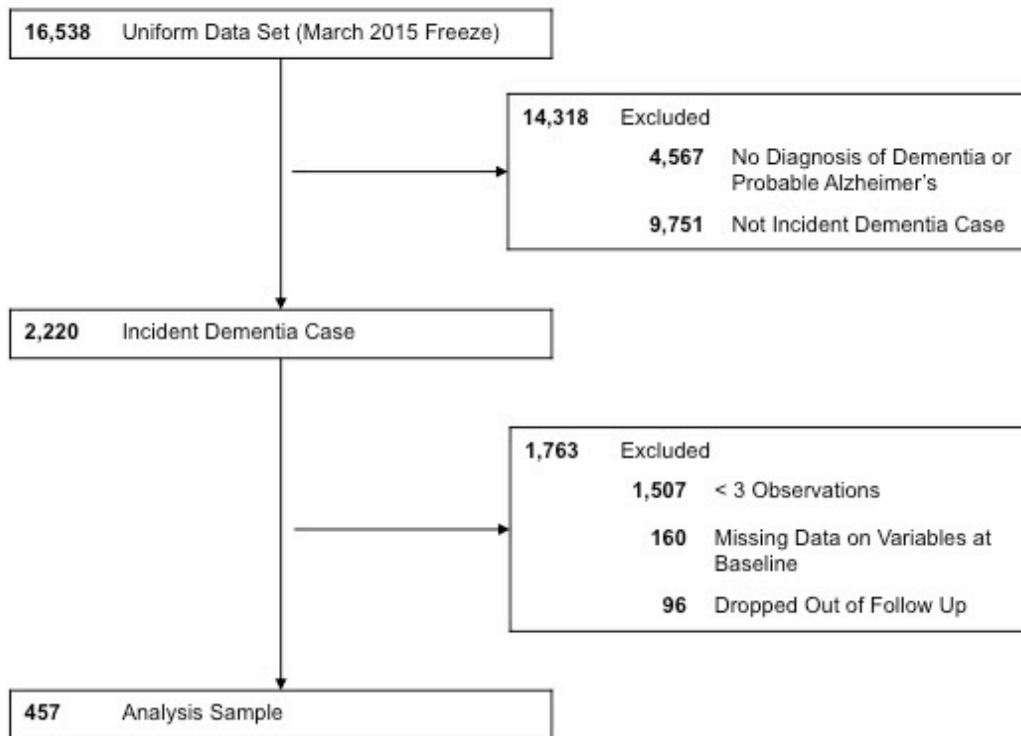 16,538 Uniform Data Set (March 2015 Freeze)
14,318 Excluded
4,567 No Diagnosis of Dementia or
Probable Alzheimer's
9,751 Not Incident Dementia Case
2,220 Incident Dementia Case
1,763 Excluded
1,507 < 3 Observations
160 Missing Data on Variables at
Baseline
96 Dropped Out of Follow Up
457 Analysis Sample